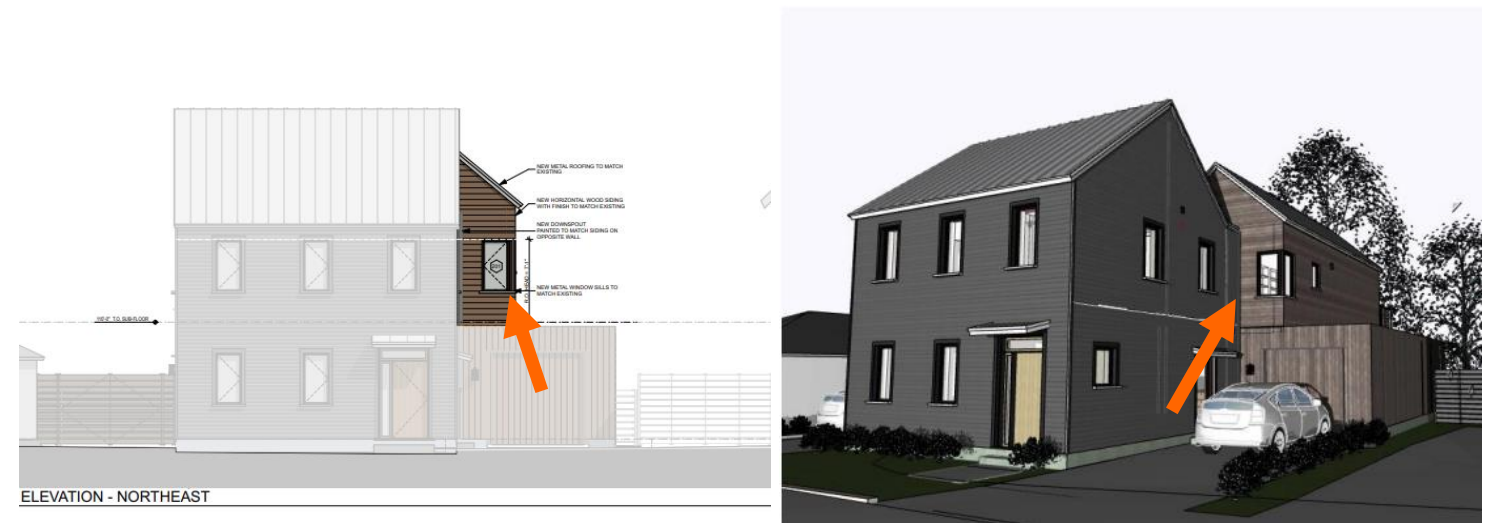 NEW METAL ROOFING TO MATCH
EXISTING
NEW HORIZONTAL WOOD SIDING
WITH FINISH TO MATCH EXISTING
NEW DOWNSPOUT
PAINTED TO MATCH SIDING ON
OPPOSITE WALL
NEW METAL WINDOW SILLS TO
MATCH EXISTING
T.O. SUB-FLOOR
ELEVATION - NORTHEAST